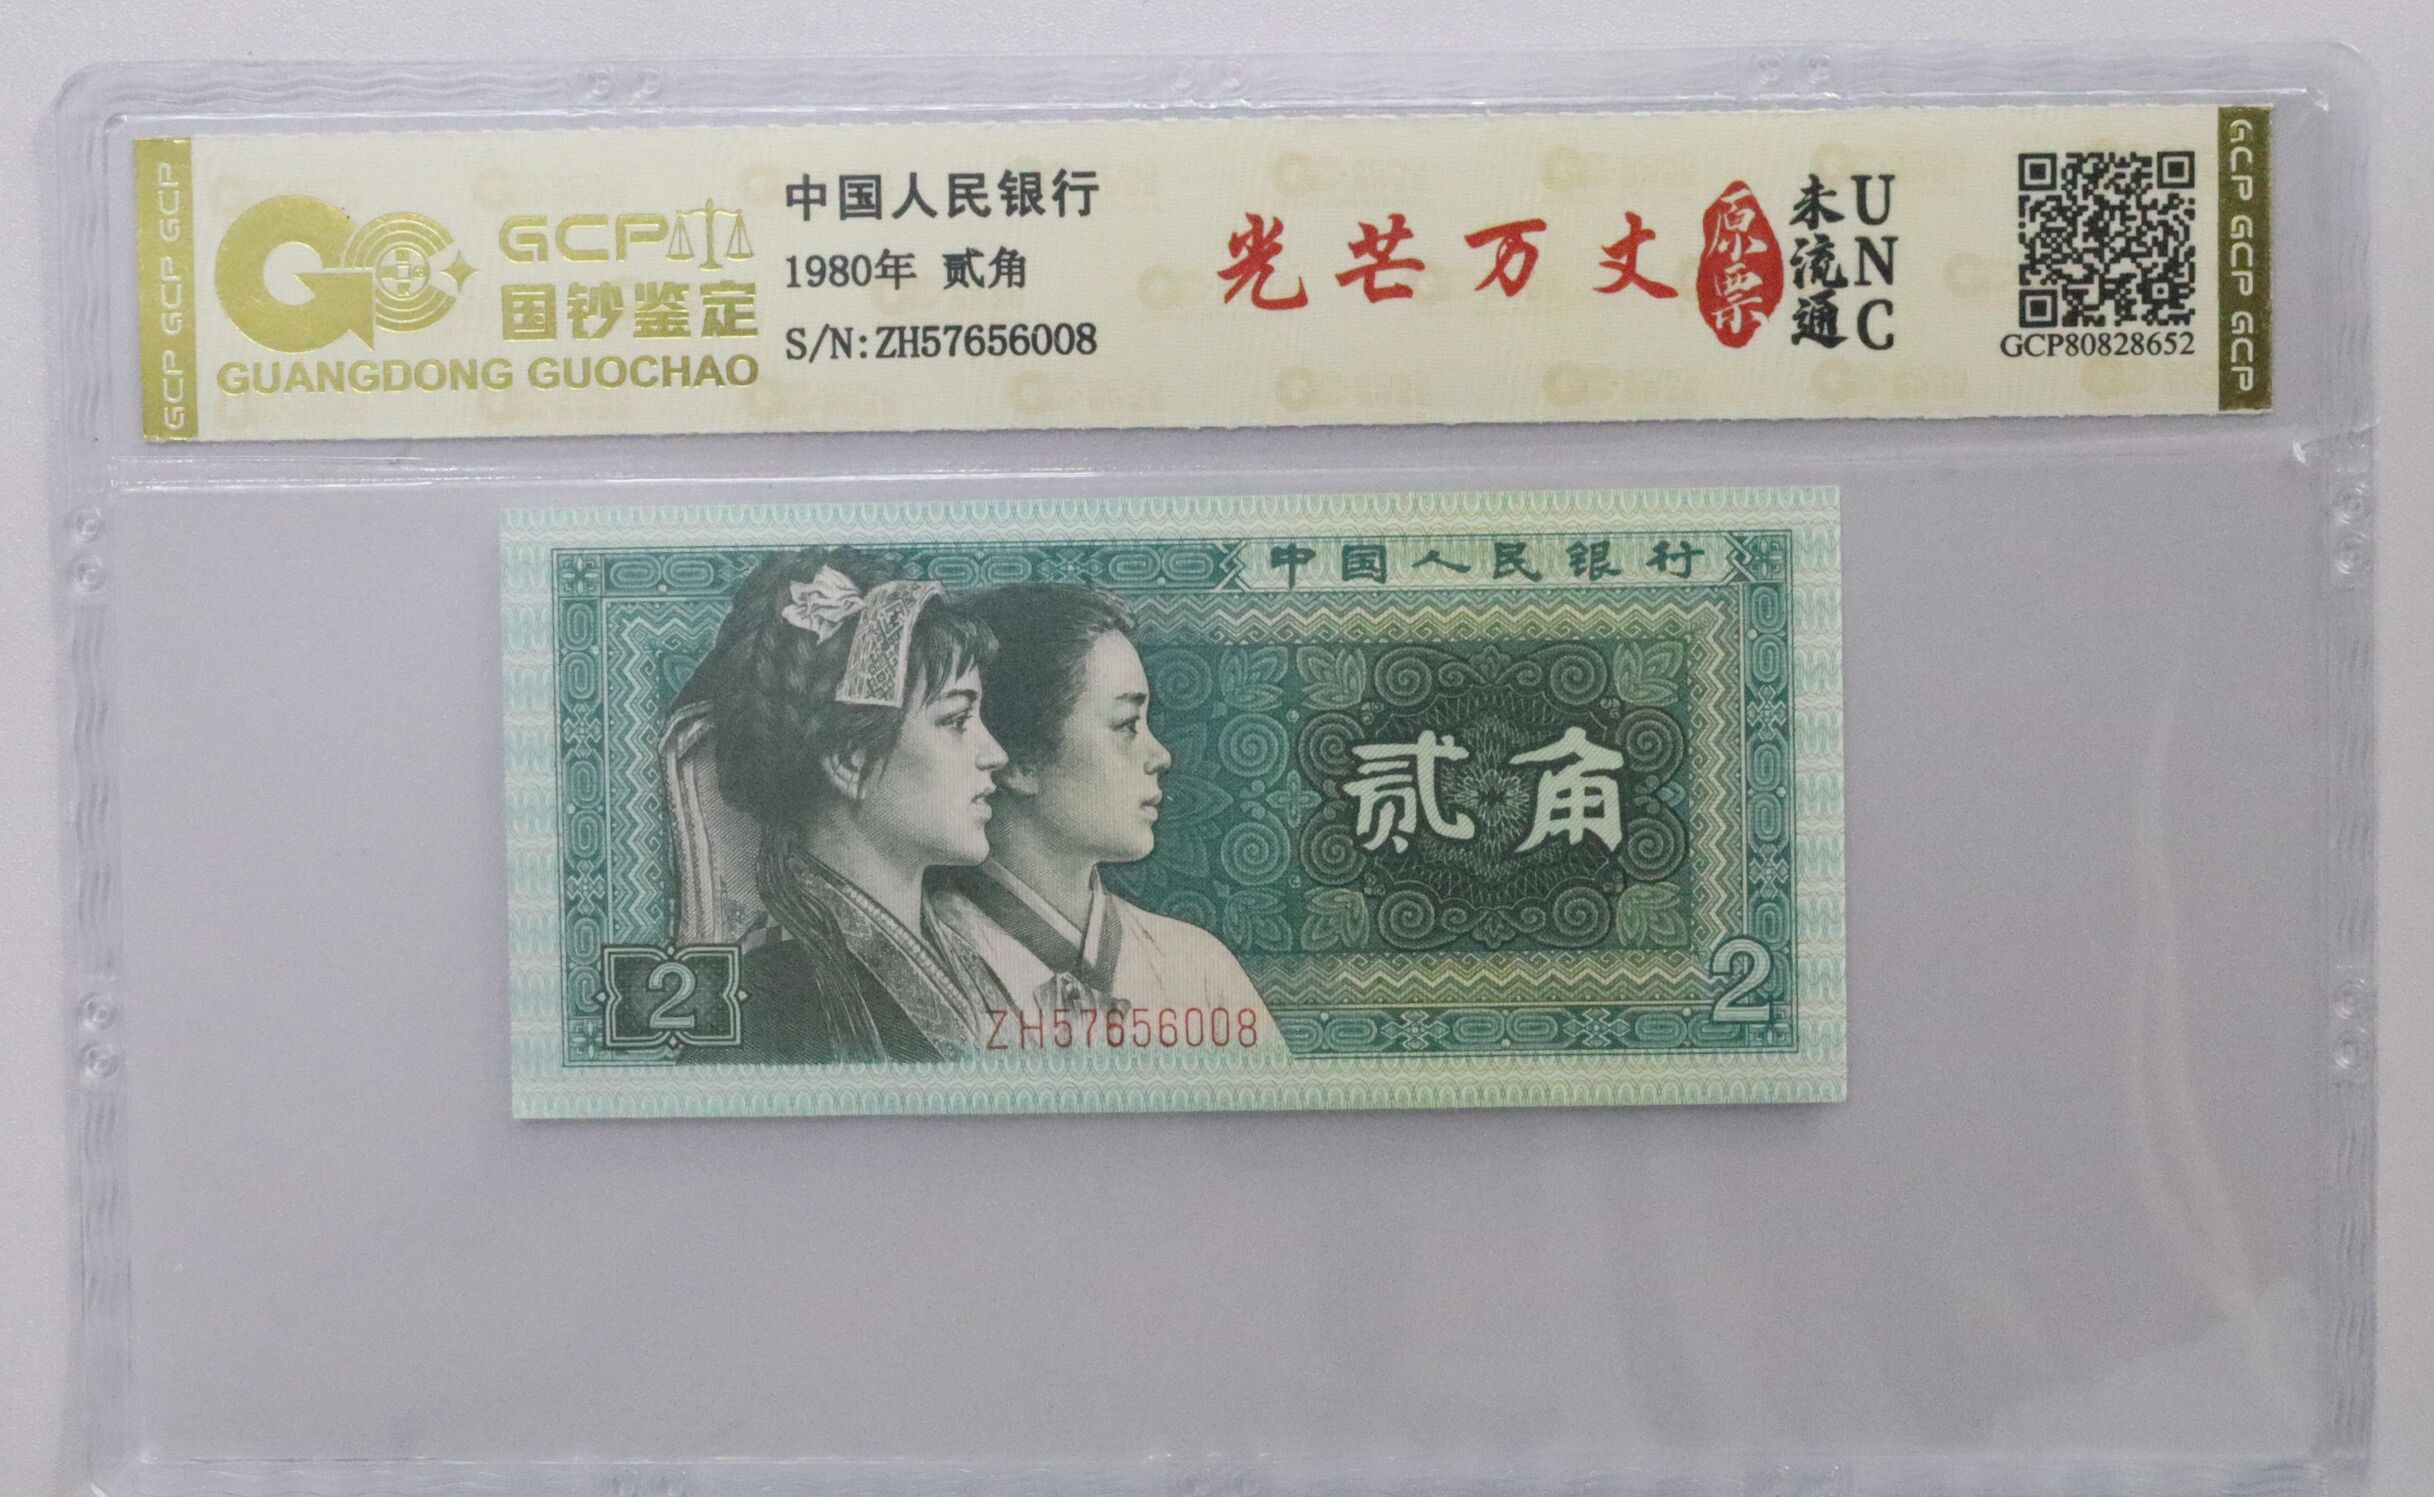 GCP GCP GCP
GCP
国钞鉴定
GUANGDONG GUOCHAO
中国人民银行
1980年 贰角
S/N:ZH57656008
光芒万丈
原票
未流通
UNC
GCP80828652
GCP GCP GCP
中国人民银行
贰角
2
2
ZH57656008